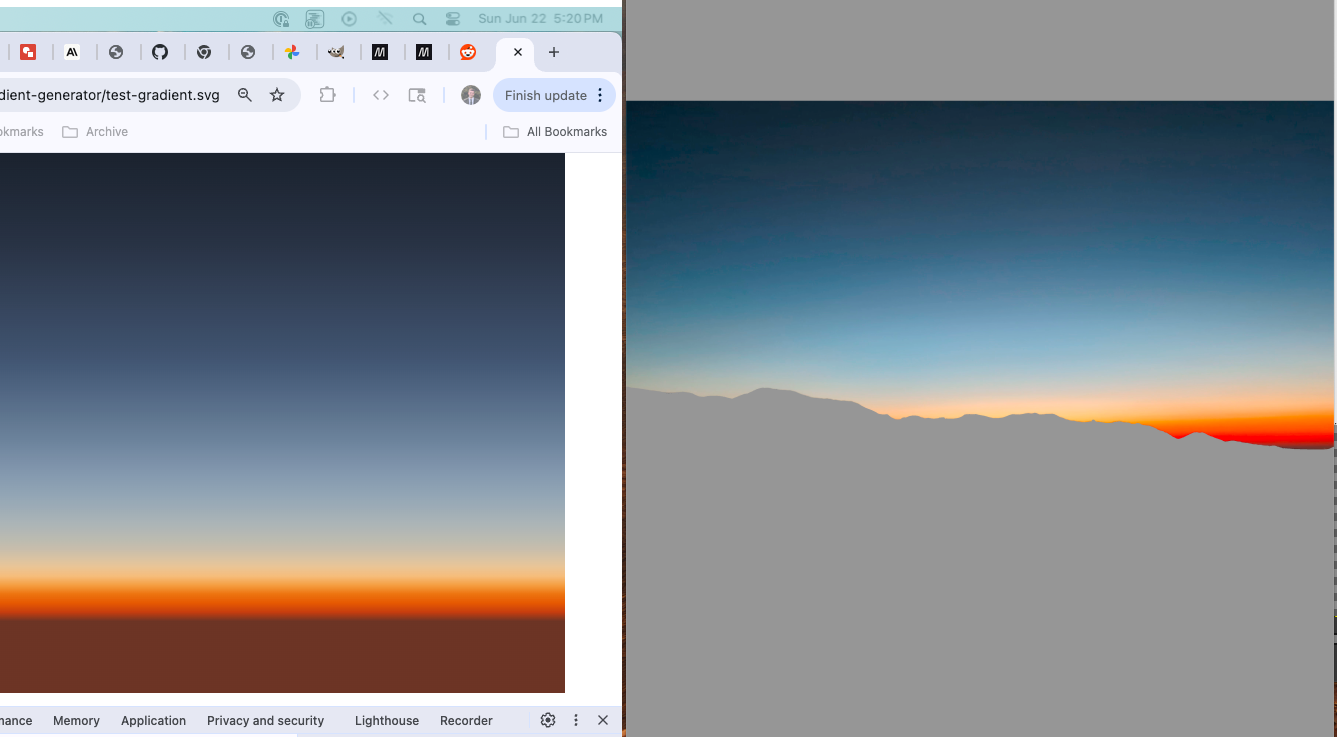 Sun Jun 22 5:20 PM
dient-generator/test-gradient.svg
Finish update
okmarks
Archive
All Bookmarks
nance
Memory
Application
Privacy and security
Lighthouse
Recorder